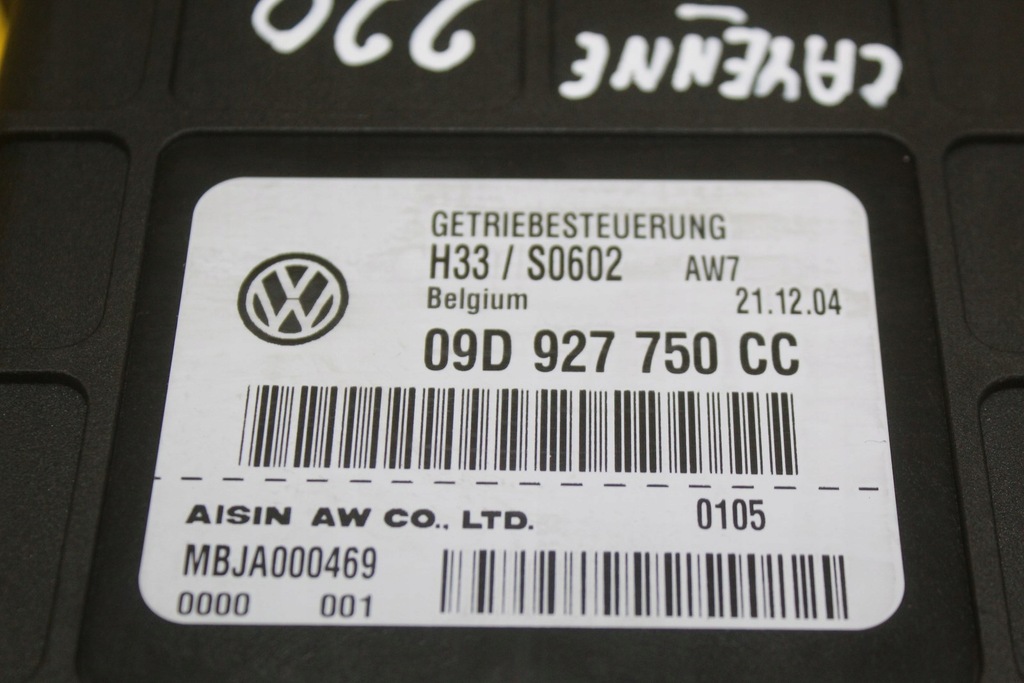 CAYENNE
220
GETRIEBESTEUERUNG
H33 / S0602 AW7
Belgium 21.12.04
09D 927 750 CC
AISIN AW CO., LTD. 0105
MBJA000469
0000 001